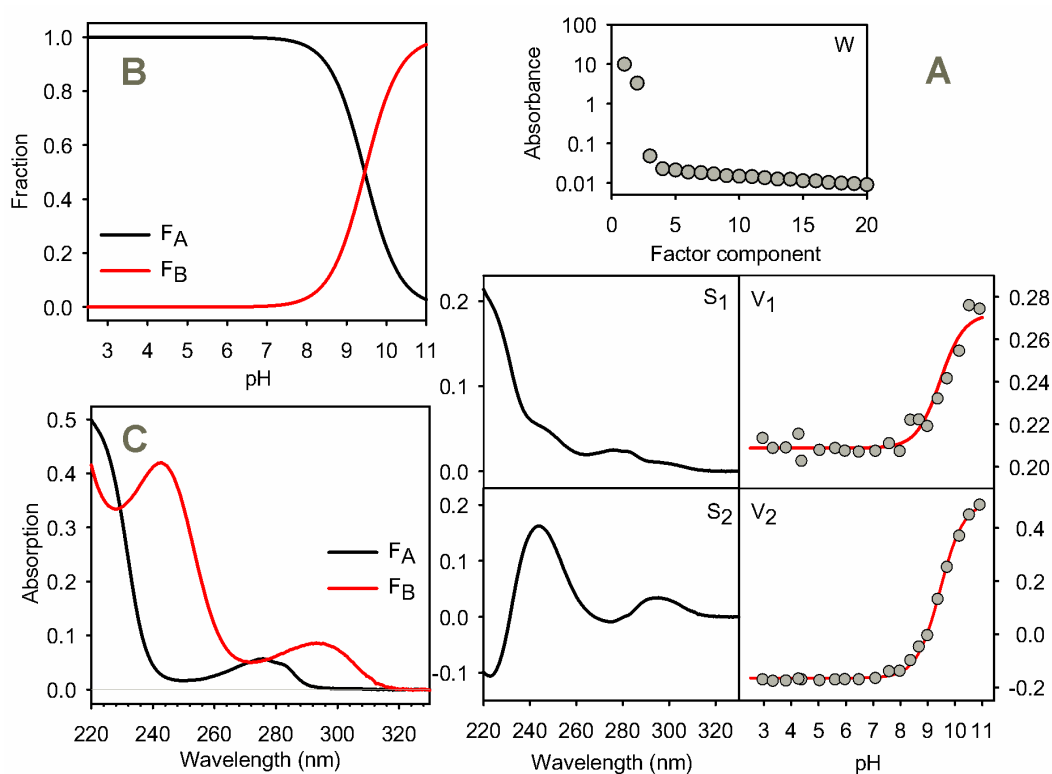 B
1.0
0.8
0.6
0.4
0.2
0.0
Fraction
FA
FB
3 4 5 6 7 8 9 10 11
pH
A
W
100
10
1
0.1
0.01
Absorbance
0 5 10 15 20
Factor component
C
0.5
0.4
0.3
0.2
0.1
0.0
Absorption
FA
FB
220 240 260 280 300 320
Wavelength (nm)
S1
0.2
0.1
0.0
V1
0.28
0.26
0.24
0.22
0.20
S2
0.2
0.1
0.0
-0.1
V2
0.4
0.2
0.0
-0.2
220 240 260 280 300 320
Wavelength (nm)
3 4 5 6 7 8 9 10 11
pH